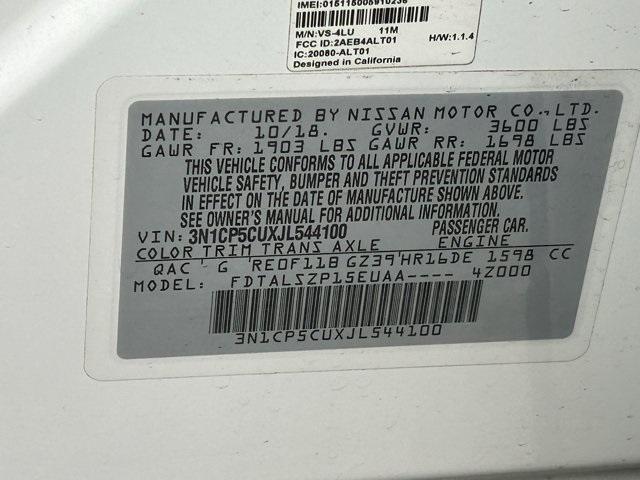 IMEI:015115005910236
M/N:VS-4LU 11M
FCC ID:2AEB4ALT01
IC:20080-ALT01 H/W:1.1.4
Designed in California
MANUFACTURED BY NISSAN MOTOR CO., LTD.
DATE: 10/18. GVWR: 3600 LBS
GAWR FR: 1903 LBS GAWR RR: 1698 LBS
THIS VEHICLE CONFORMS TO ALL APPLICABLE FEDERAL MOTOR
VEHICLE SAFETY, BUMPER AND THEFT PREVENTION STANDARDS
IN EFFECT ON THE DATE OF MANUFACTURE SHOWN ABOVE.
SEE OWNER'S MANUAL FOR ADDITIONAL INFORMATION.
VIN: 3N1CP5CUXJL544100 PASSENGER CAR.
COLOR TRIM TRANS AXLE ENGINE
QAC G RE0F11B GZ39 HR16DE 1598 CC
MODEL: FDTALSZP15EUAA---- 4Z000
3N1CP5CUXJL544100